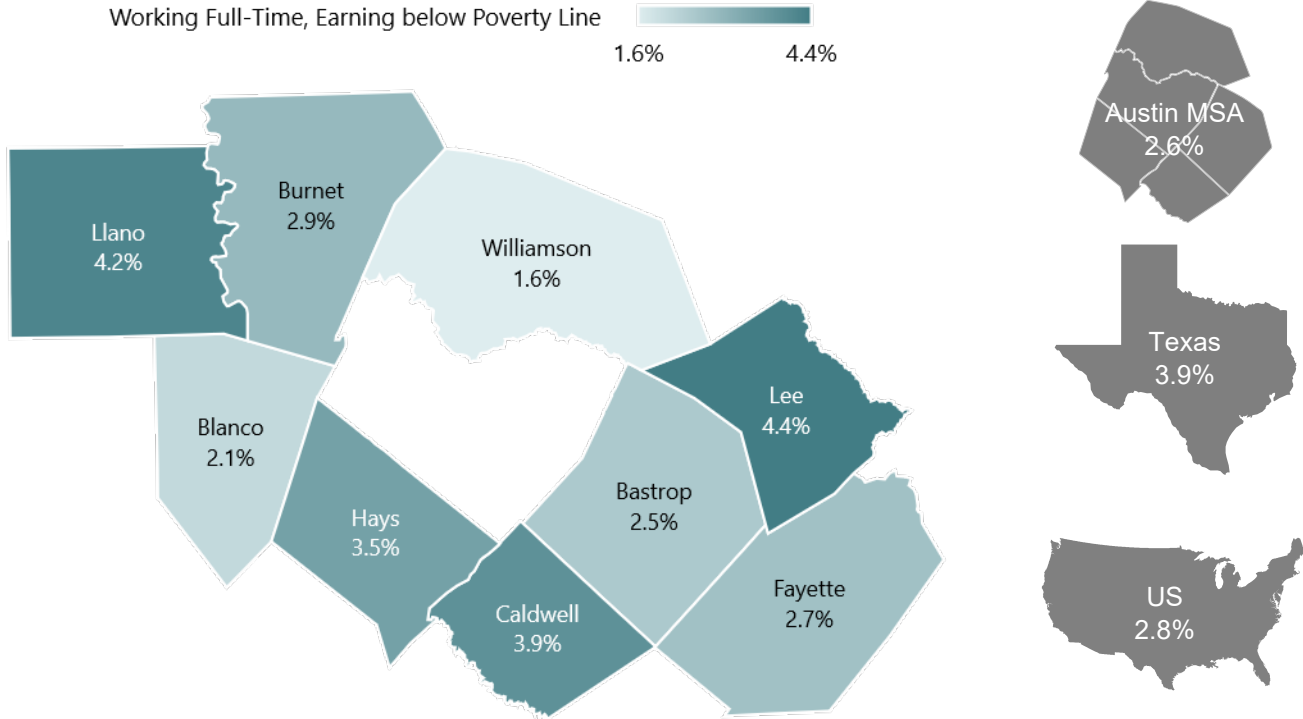 Working Full-Time, Earning below Poverty Line
1.6%
4.4%
Austin MSA
2.6%
Burnet
2.9%
Llano
4.2%
Williamson
1.6%
Texas
3.9%
Lee
4.4%
Blanco
2.1%
Bastrop
2.5%
Hays
3.5%
Fayette
2.7%
Caldwell
3.9%
US
2.8%